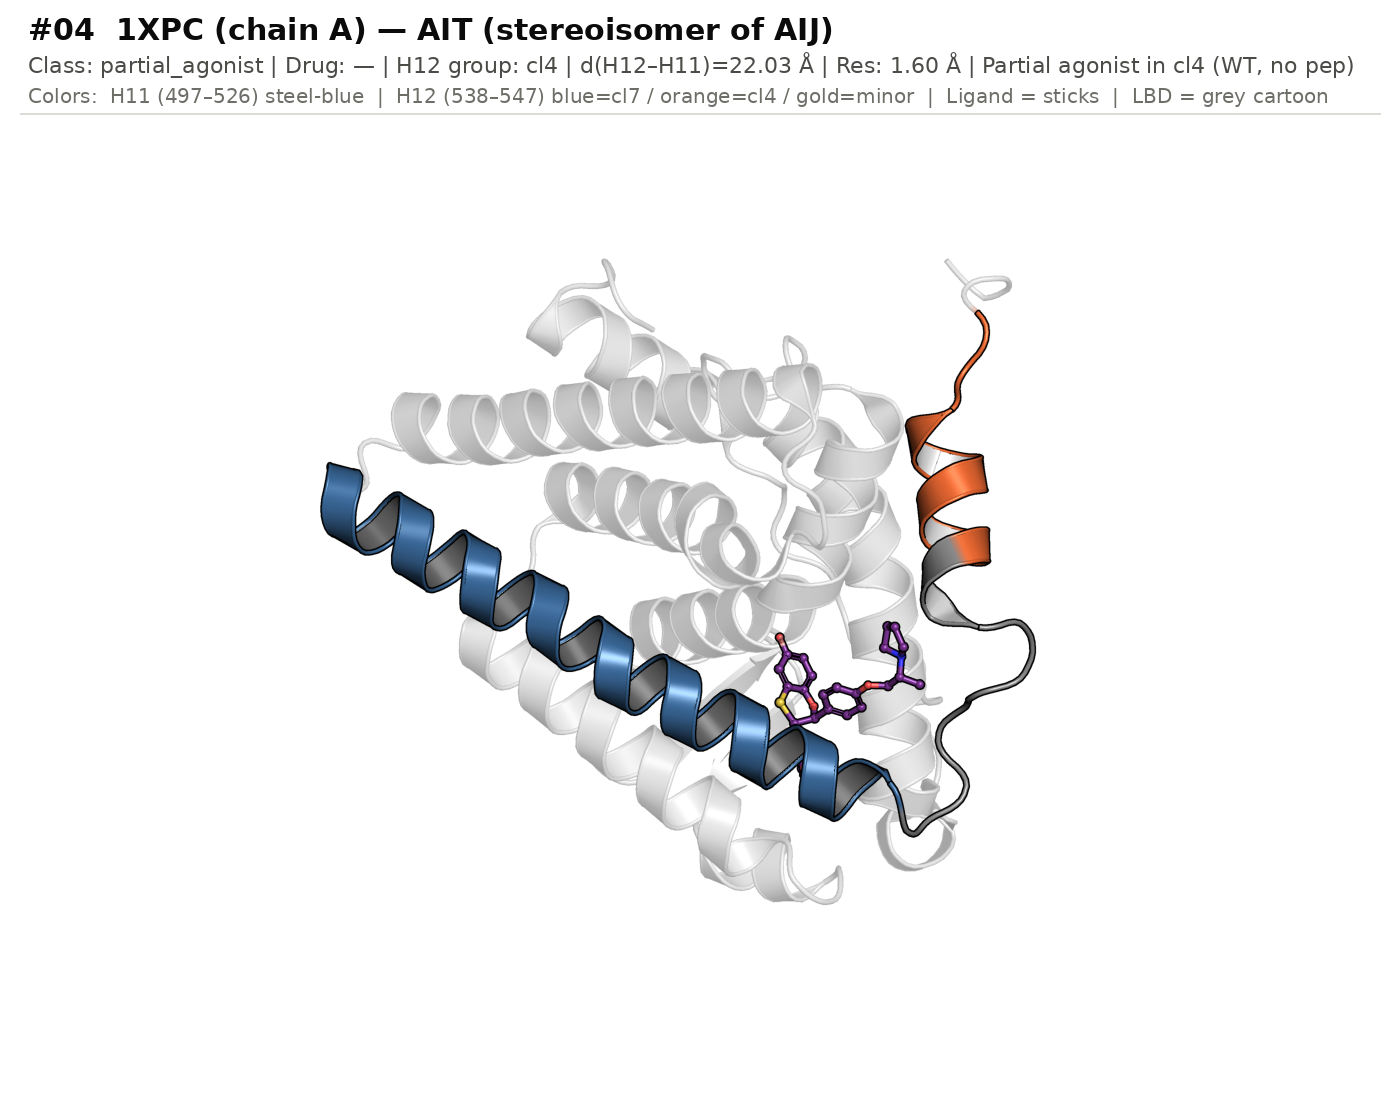 #04  1XPC (chain A) — AIT (stereoisomer of AIJ)
Class: partial_agonist | Drug: — | H12 group: cl4 | d(H12–H11)=22.03 Å | Res: 1.60 Å | Partial agonist in cl4 (WT, no pep)
Colors:  H11 (497–526) steel-blue  |  H12 (538–547) blue=cl7 / orange=cl4 / gold=minor  |  Ligand = sticks  |  LBD = grey cartoon